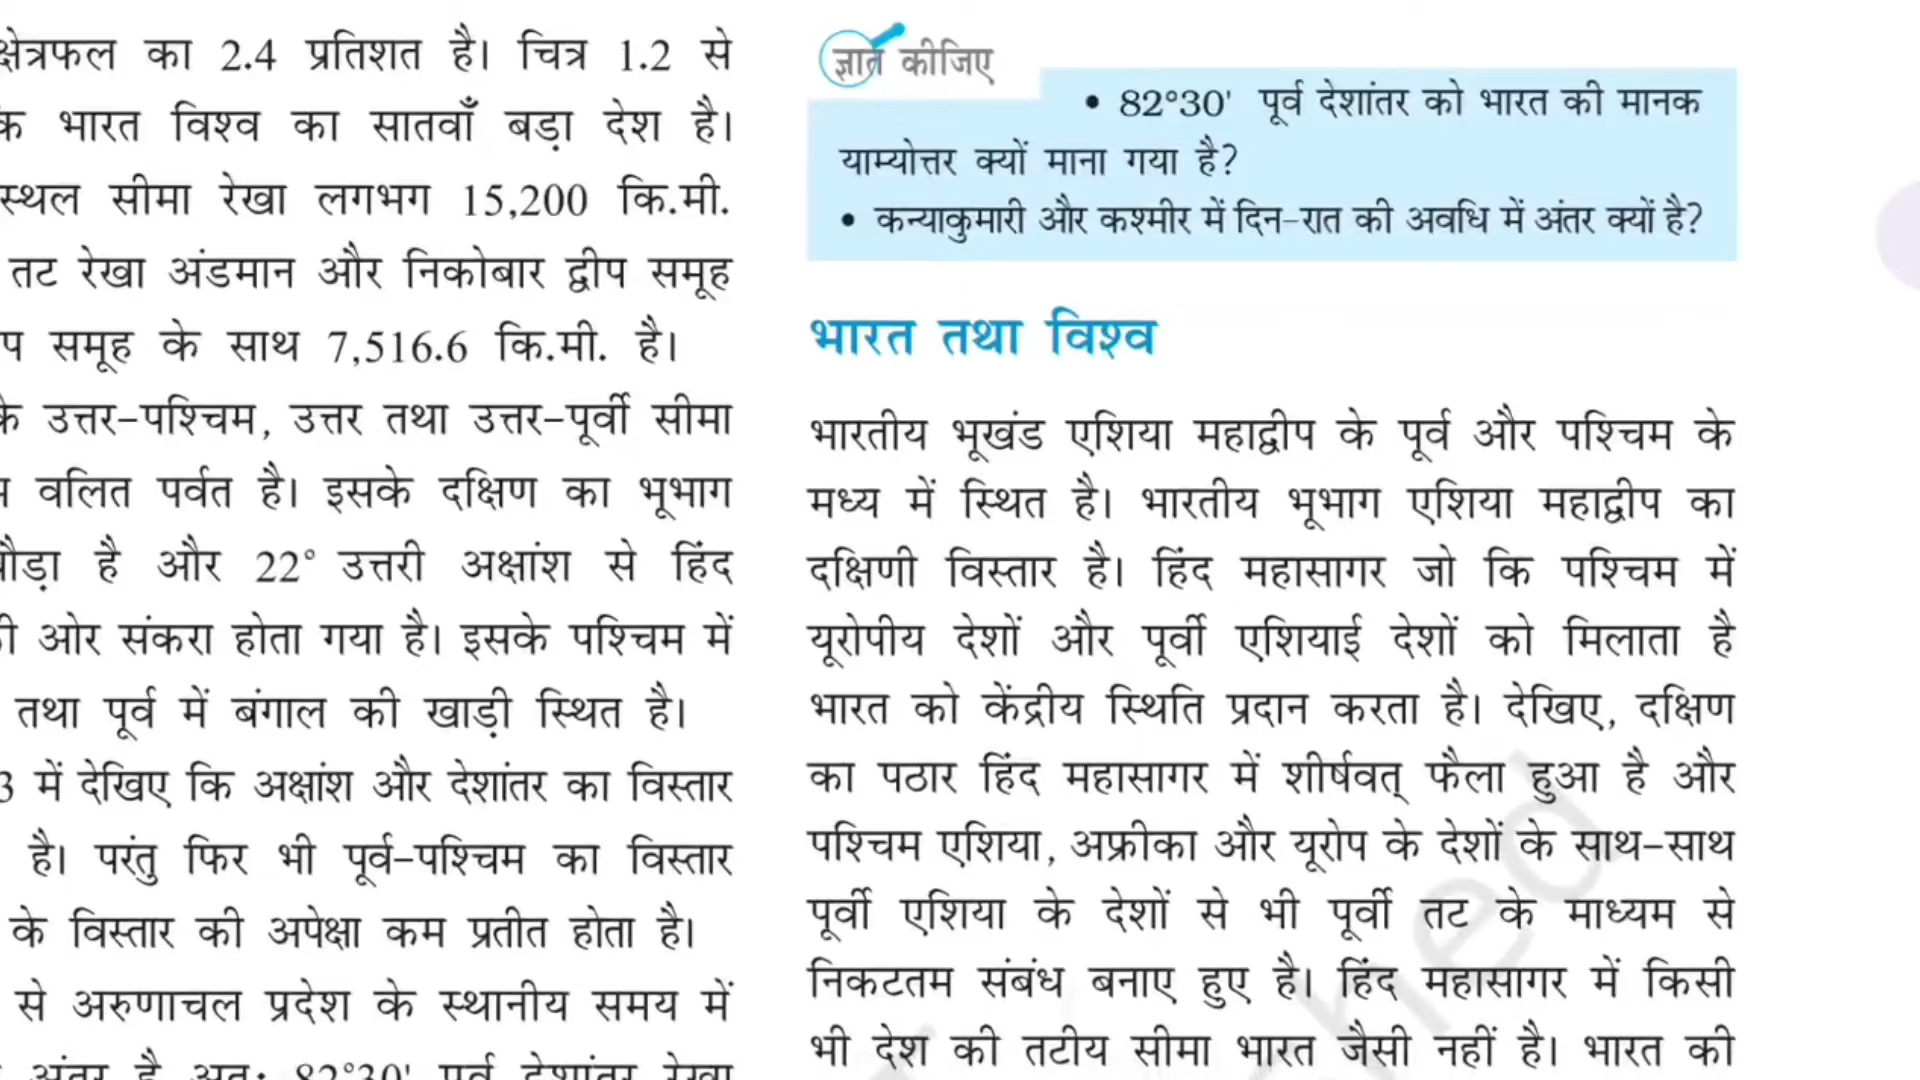 क्षेत्रफल का 2.4 प्रतिशत है। चित्र 1.2 से
भारत विश्व का सातवाँ बड़ा देश है।
स्थल सीमा रेखा लगभग 15,200 कि.मी.
तट रेखा अंडमान और निकोबार द्वीप समूह
समूह के साथ 7,516.6 कि.मी. है।
उत्तर-पश्चिम, उत्तर तथा उत्तर-पूर्वी सीमा
वलित पर्वत है। इसके दक्षिण का भूभाग
है और 22° उत्तरी अक्षांश से हिंद
ओर संकरा होता गया है। इसके पश्चिम में
तथा पूर्व में बंगाल की खाड़ी स्थित है।
3 में देखिए कि अक्षांश और देशांतर का विस्तार
है। परंतु फिर भी पूर्व-पश्चिम का विस्तार
के विस्तार की अपेक्षा कम प्रतीत होता है।
से अरुणाचल प्रदेश के स्थानीय समय में
अंतर है अतः 82°30' पूर्व देशांतर रेखा
ज्ञात कीजिए
• 82°30' पूर्व देशांतर को भारत की मानक
याम्योत्तर क्यों माना गया है?
• कन्याकुमारी और कश्मीर में दिन-रात की अवधि में अंतर क्यों है?
भारत तथा विश्व
भारतीय भूखंड एशिया महाद्वीप के पूर्व और पश्चिम के
मध्य में स्थित है। भारतीय भूभाग एशिया महाद्वीप का
दक्षिणी विस्तार है। हिंद महासागर जो कि पश्चिम में
यूरोपीय देशों और पूर्वी एशियाई देशों को मिलाता है
भारत को केंद्रीय स्थिति प्रदान करता है। देखिए, दक्षिण
का पठार हिंद महासागर में शीर्षवत् फैला हुआ है और
पश्चिम एशिया, अफ्रीका और यूरोप के देशों के साथ-साथ
पूर्वी एशिया के देशों से भी पूर्वी तट के माध्यम से
निकटतम संबंध बनाए हुए है। हिंद महासागर में किसी
भी देश की तटीय सीमा भारत जैसी नहीं है। भारत की